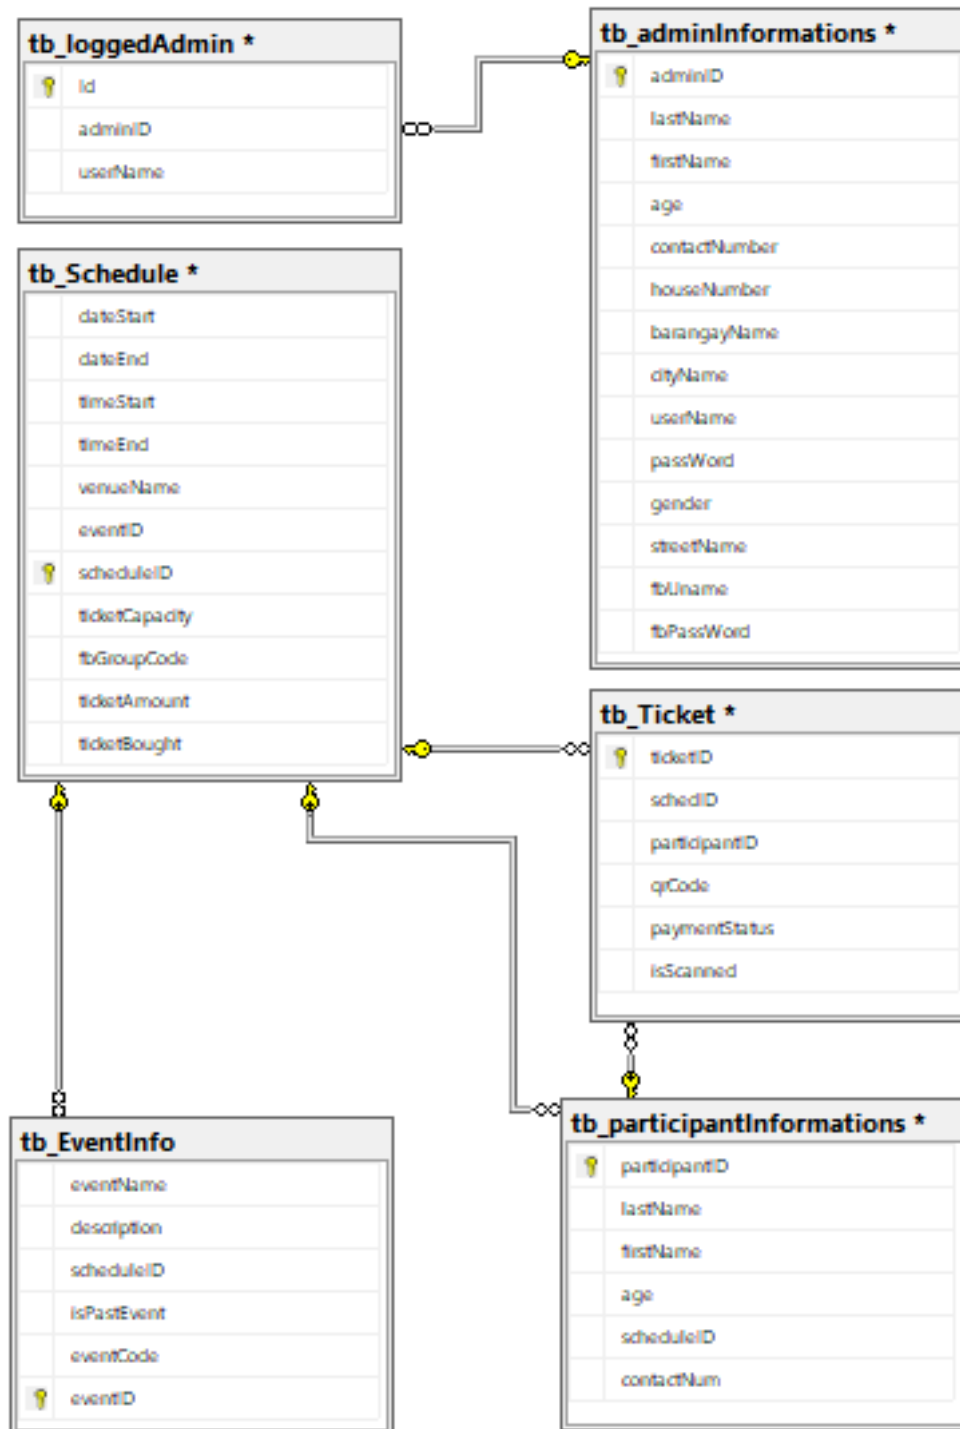 tb_loggedAdmin *
Id
adminID
userName
tb_adminInformations *
adminID
lastName
firstName
age
contactNumber
houseNumber
barangayName
cityName
userName
passWord
gender
streetName
fbUname
fbPassWord
tb_Schedule *
dateStart
dateEnd
timeStart
timeEnd
venueName
eventID
scheduleID
ticketCapacity
fbGroupCode
ticketAmount
ticketBought
tb_Ticket *
ticketID
schedID
participantID
qrCode
paymentStatus
isScanned
tb_EventInfo
eventName
description
scheduleID
isPastEvent
eventCode
eventID
tb_participantInformations *
participantID
lastName
firstName
age
scheduleID
contactNum